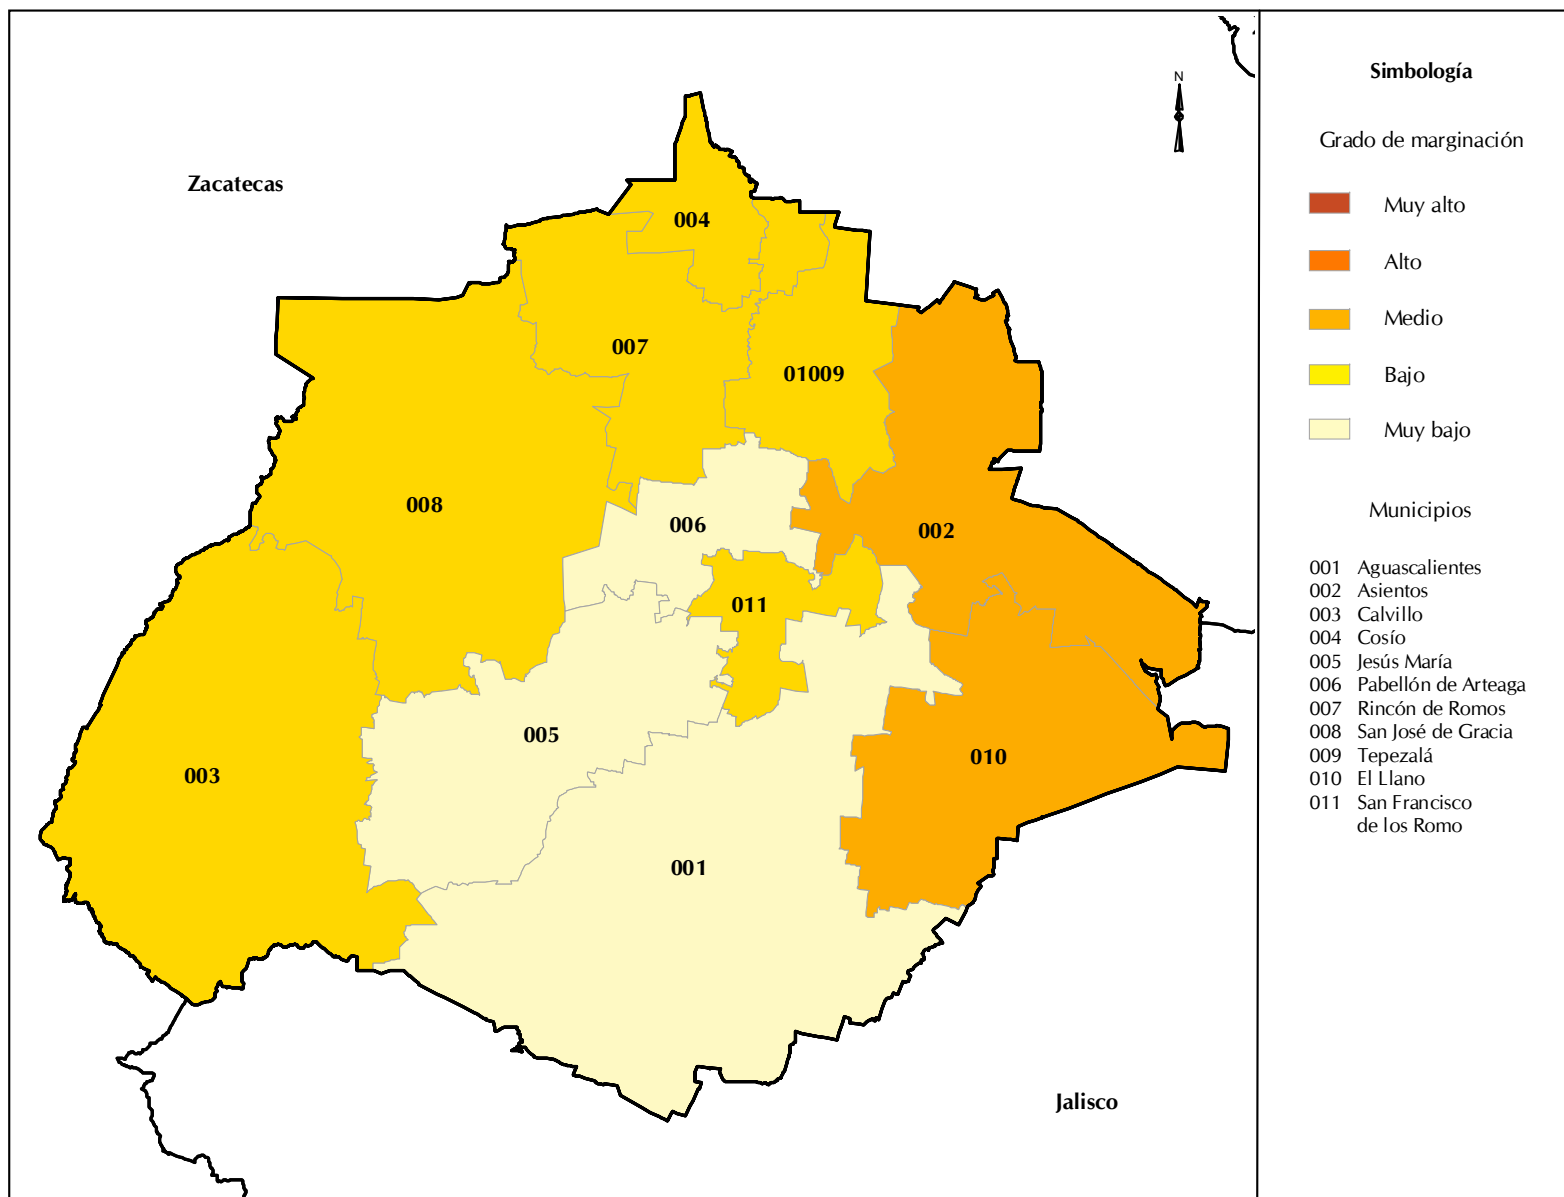 Zacatecas
N
004
007
01009
008
006
002
011
005
003
010
001
Jalisco
Simbología
Grado de marginación
Muy alto
Alto
Medio
Bajo
Muy bajo
Municipios
001 Aguascalientes
002 Asientos
003 Calvillo
004 Cosío
005 Jesús María
006 Pabellón de Arteaga
007 Rincón de Romos
008 San José de Gracia
009 Tepezalá
010 El Llano
011 San Francisco
de los Romo